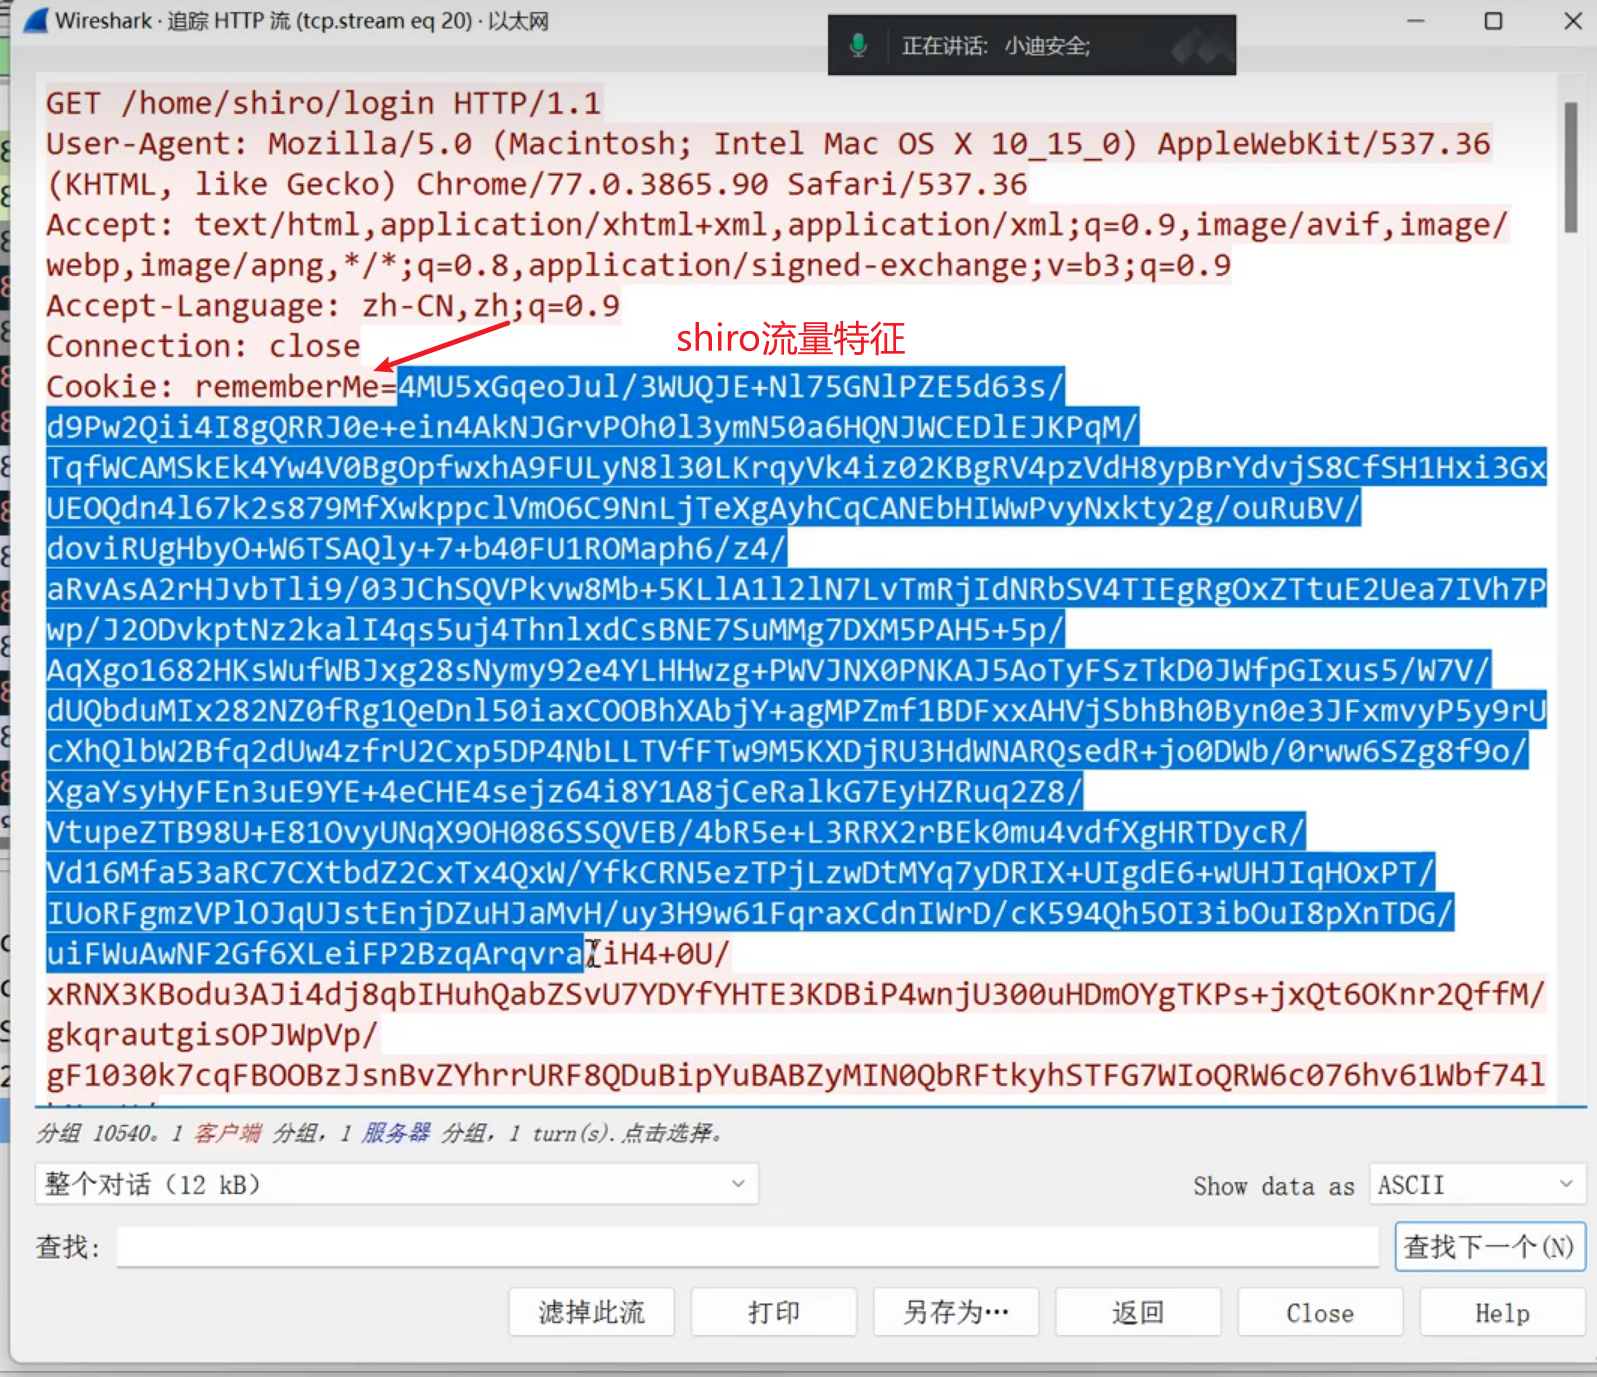 Wireshark · 追踪 HTTP 流 (tcp.stream eq 20) · 以太网
正在讲话: 小迪安全;
GET /home/shiro/login HTTP/1.1
User-Agent: Mozilla/5.0 (Macintosh; Intel Mac OS X 10_15_0) AppleWebKit/537.36
(KHTML, like Gecko) Chrome/77.0.3865.90 Safari/537.36
Accept: text/html,application/xhtml+xml,application/xml;q=0.9,image/avif,image/
webp,image/apng,*/*;q=0.8,application/signed-exchange;v=b3;q=0.9
Accept-Language: zh-CN,zh;q=0.9
shiro流量特征
Connection: close
Cookie: rememberMe=4MU5xGqeoJul/3WUQJE+Nl75GNlPZE5d63s/
d9Pw2Qii4I8gQRRJ0e+ein4AkNJGrvPOh0l3ymN50a6HQNJWCEDlEJKPqM/
TqfWCAMSkEk4Yw4V0BgOpfwxhA9FULyN8l30LKrqyVk4iz02KBgRV4pzVdH8ypBrYdvjS8CfSH1Hxi3Gx
UEOQdn4l67k2s879MfXwkppclVmO6C9NnLjTeXgAyhCqCANEbHIWwPvyNxkty2g/ouRuBV/
doviRUgHbyO+W6TSAQly+7+b40FU1ROMaph6/z4/
aRvAsA2rHJvbTli9/03JChSQVPkvw8Mb+5KLlA1l2lN7LvTmRjIdNRbSV4TIEgRgOxZTtuE2Uea7IVh7P
wp/J2ODvkptNz2kalI4qs5uj4ThnlxdCsBNE7SuMMg7DXM5PAH5+5p/
AqXgo1682HKsWufWBJxg28sNymy92e4YLHHwzg+PWVJNX0PNKAJ5AoTyFSzTkD0JWfpGIxus5/W7V/
dUQbduMIx282NZ0fRg1QeDnl50iaxCOOBhXAbjY+agMPZmf1BDFxxAHVjSbhBh0Byn0e3JFxmvyP5y9rU
cXhQlbW2Bfq2dUw4zfrU2Cxp5DP4NbLLTVfFTw9M5KXDjRU3HdWNARQsedR+jo0DWb/0rww6SZg8f9o/
XgaYsyHyFEn3uE9YE+4eCHE4sejz64i8Y1A8jCeRalkG7EyHZRuq2Z8/
VtupeZTB98U+E81OvyUNqX9OH086SSQVEB/4bR5e+L3RRX2rBEk0mu4vdfXgHRTDycR/
Vd16Mfa53aRC7CXtbdZ2CxTx4QxW/YfkCRN5ezTPjLzwDtMYq7yDRIX+UIgdE6+wUHJIqHOxPT/
IUoRFgmzVPlOJqUJstEnjDZuHJaMvH/uy3H9w61FqraxCdnIWrD/cK594Qh5OI3ibOuI8pXnTDG/
uiFWuAwNF2Gf6XLeiFP2BzqArqvra/iH4+0U/
xRNX3KBodu3AJi4dj8qbIHuhQabZSvU7YDYfYHTE3KDBiP4wnjU300uHDmOYgTKPs+jxQt6OKnr2QffM/
gkqrautgisOPJWpVp/
gF1030k7cqFBOOBzJsnBvZYhrrURF8QDuBipYuBABZyMIN0QbRFtkyhSTFG7WIoQRW6c076hv61Wbf74l
分组 10540。1 客户端 分组, 1 服务器 分组, 1 turn(s).点击选择。
整个对话 (12 kB)
Show data as ASCII
查找:
查找下一个(N)
滤掉此流 打印 另存为… 返回 Close Help